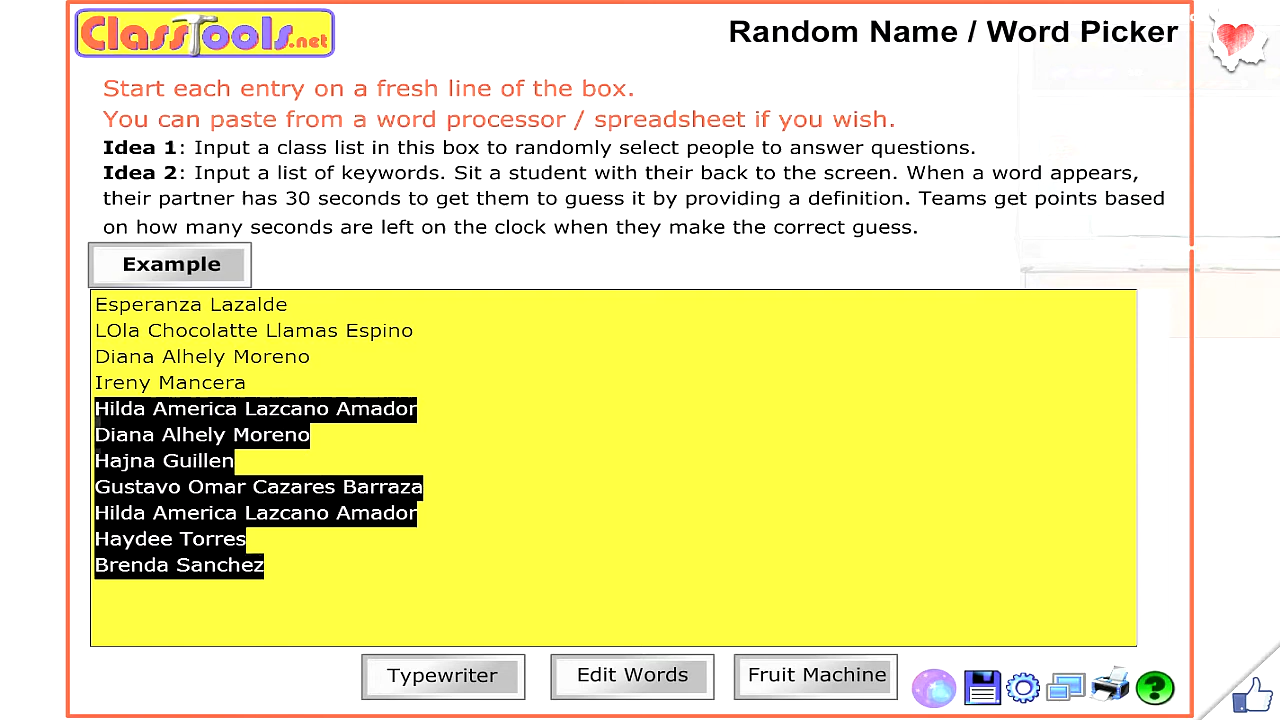 ClassTools.net
Random Name / Word Picker
Start each entry on a fresh line of the box.
You can paste from a word processor / spreadsheet if you wish.
Idea 1: Input a class list in this box to randomly select people to answer questions.
Idea 2: Input a list of keywords. Sit a student with their back to the screen. When a word appears,
their partner has 30 seconds to get them to guess it by providing a definition. Teams get points based
on how many seconds are left on the clock when they make the correct guess.
Example
Esperanza Lazalde
LOla Chocolatte Llamas Espino
Diana Alhely Moreno
Ireny Mancera
Hilda America Lazcano Amador
Diana Alhely Moreno
Hajna Guillen
Gustavo Omar Cazares Barraza
Hilda America Lazcano Amador
Haydee Torres
Brenda Sanchez
Typewriter
Edit Words
Fruit Machine
?